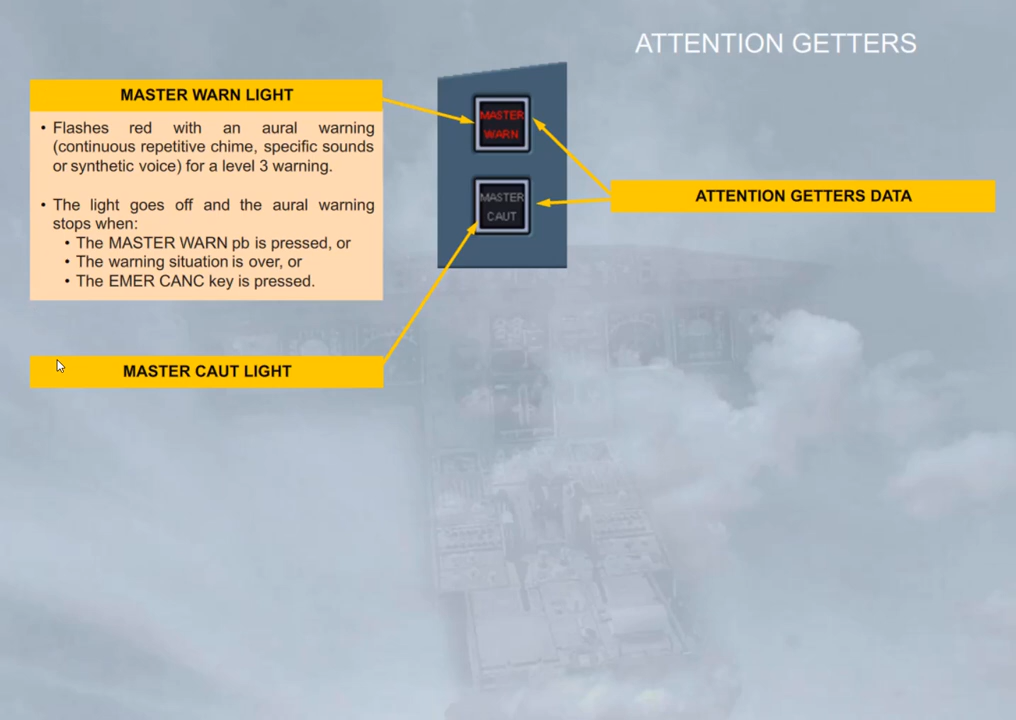 ATTENTION GETTERS
MASTER WARN LIGHT
• Flashes red with an aural warning
(continuous repetitive chime, specific sounds
or synthetic voice) for a level 3 warning.
• The light goes off and the aural warning
stops when:
• The MASTER WARN pb is pressed, or
• The warning situation is over, or
• The EMER CANC key is pressed.
MASTER
WARN
MASTER
CAUT
ATTENTION GETTERS DATA
MASTER CAUT LIGHT